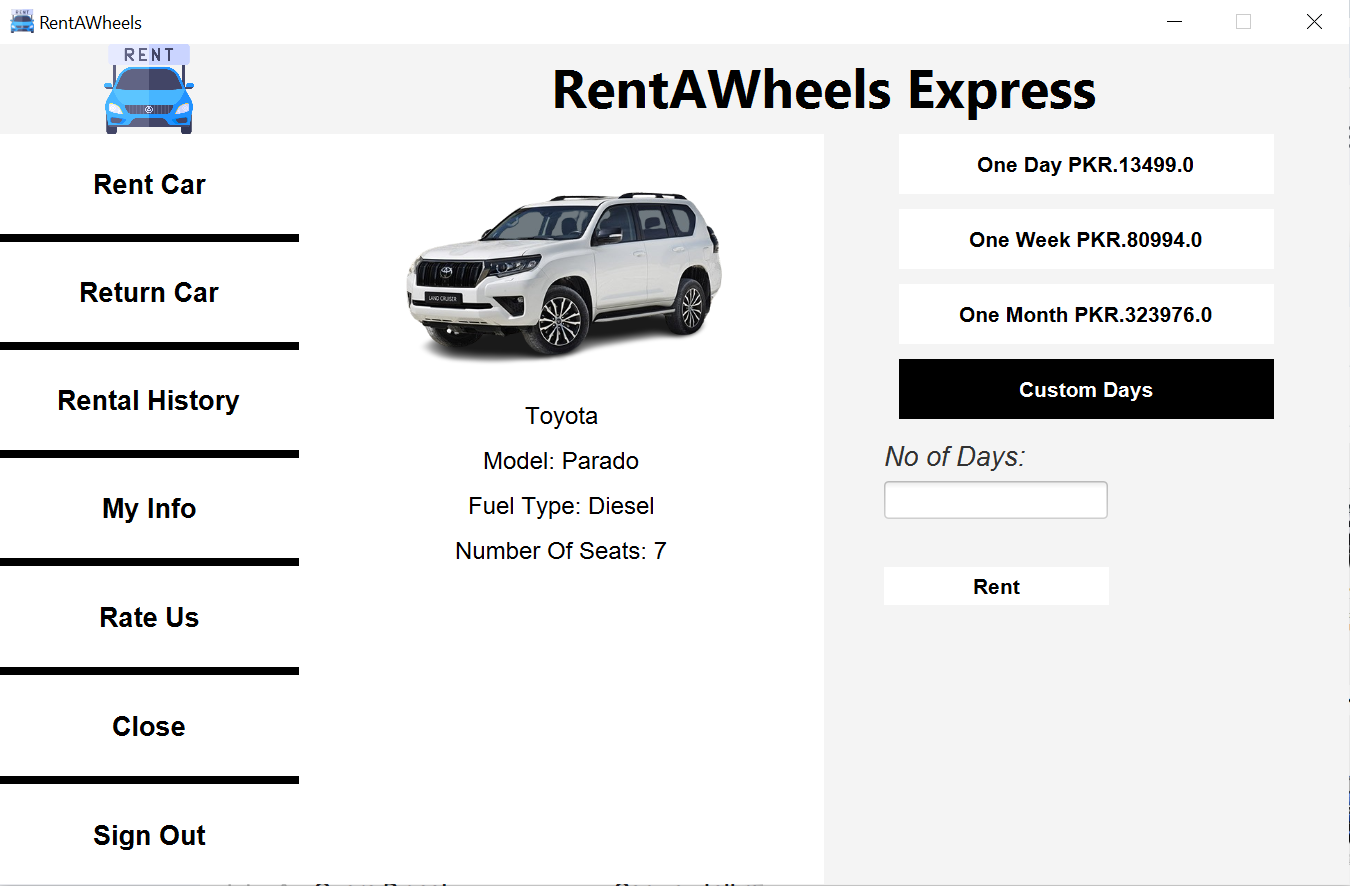 RentAWheels
RENT
RentAWheels Express
Rent Car
Return Car
Rental History
My Info
Rate Us
Close
Sign Out
LAND CRUISER
Toyota
Model: Parado
Fuel Type: Diesel
Number Of Seats: 7
One Day PKR.13499.0
One Week PKR.80994.0
One Month PKR.323976.0
Custom Days
No of Days:
Rent